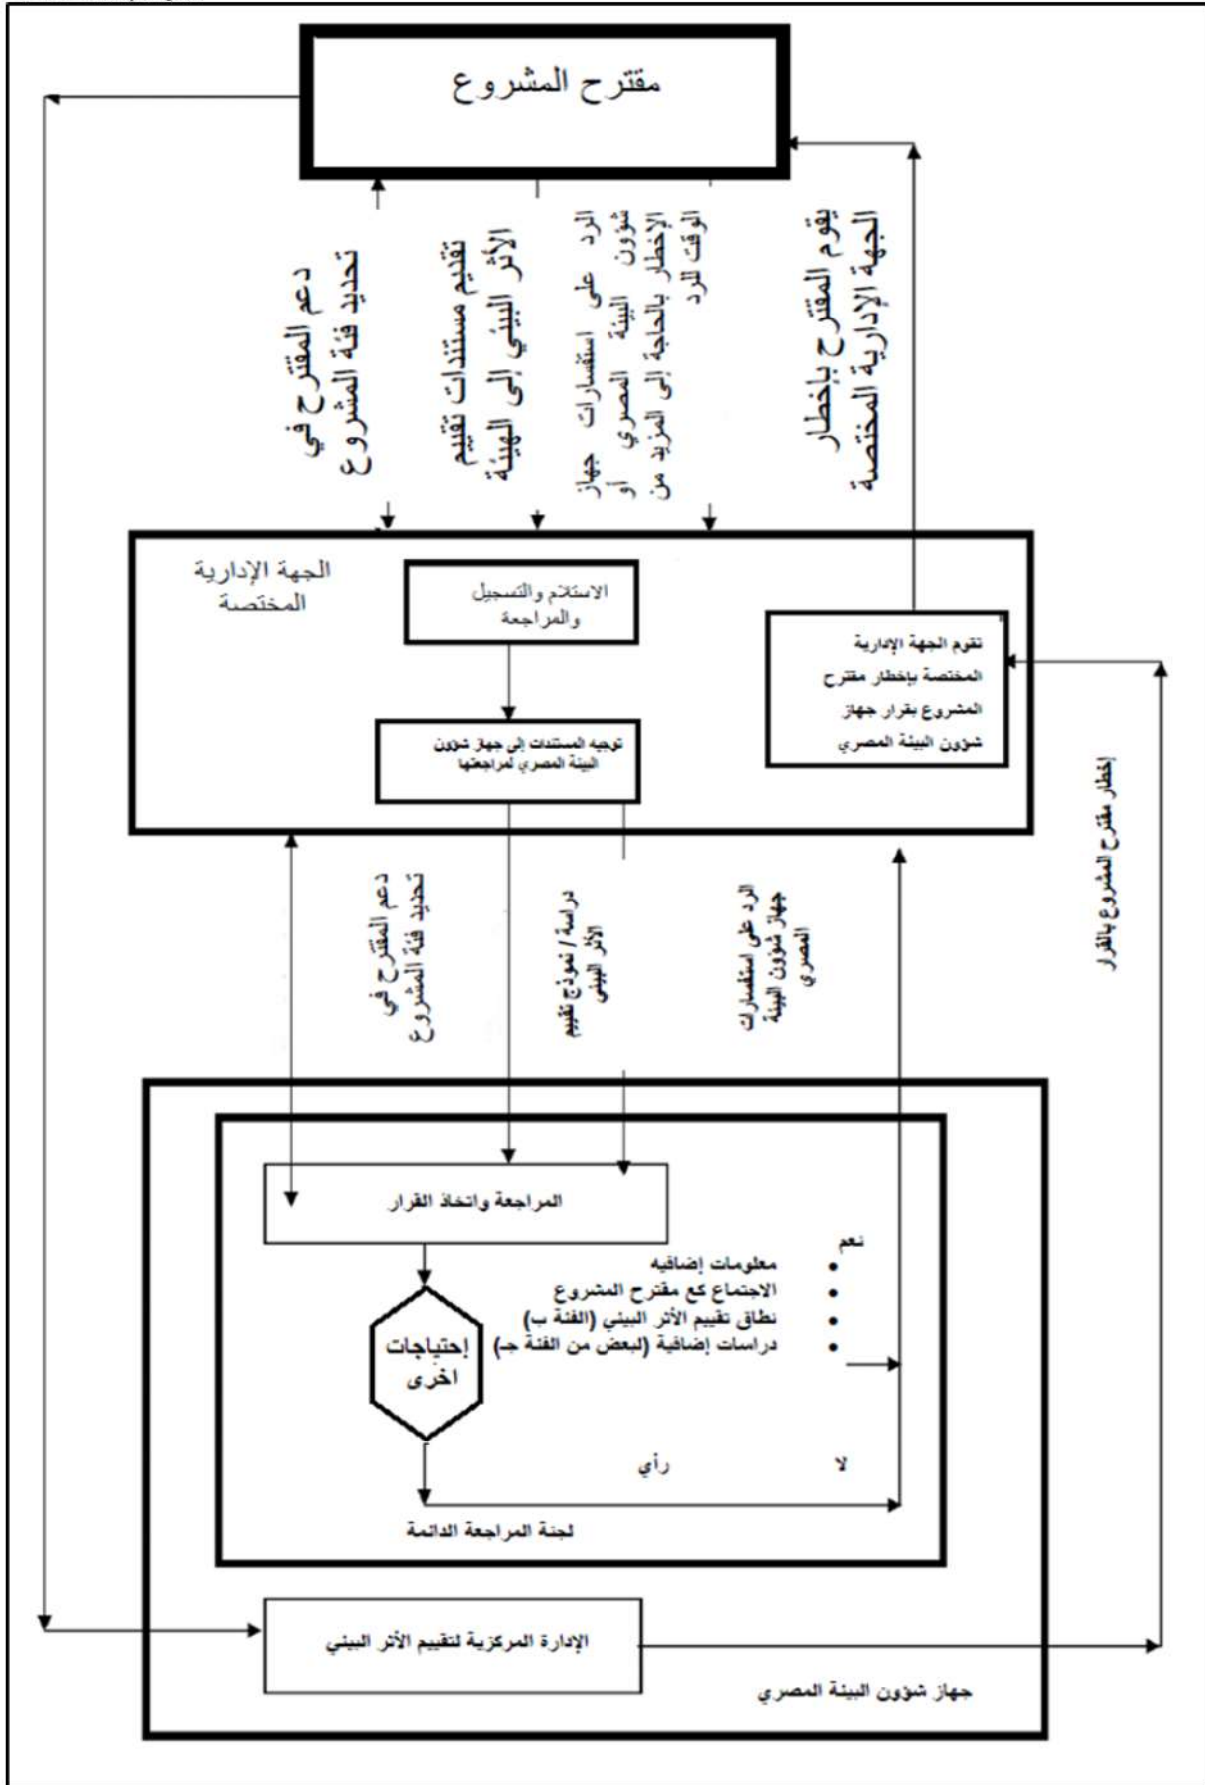 مقترح المشروع
دعم المقترح في
تحديد فئة المشروع
تقديم مستندات تقييم
الأثر البيئي إلى الهيئة
الرد على استفسارات جهاز
شؤون البيئة المصري أو
الإخطار بالحاجة إلى المزيد من
الوقت للرد
يقوم المقترح بإخطار
الجهة الإدارية المختصة
الجهة الإدارية
المختصة
الاستلام والتسجيل
والمراجعة
توجيه المستندات إلى جهاز شؤون
البيئة المصري لمراجعتها
تقوم الجهة الإدارية
المختصة بإخطار مقترح
المشروع بقرار جهاز
شؤون البيئة المصري
إخطار مقترح المشروع بالقرار
دعم المقترح في
تحديد فئة المشروع
دراسة / نموذج تقييم
الأثر البيئي
الرد على استفسارات
جهاز شؤون البيئة
المصري
المراجعة واتخاذ القرار
نعم
• معلومات إضافيه
• الاجتماع كع مقترح المشروع
• نطاق تقييم الأثر البيئي (الفئة ب)
• دراسات إضافية (لبعض من الفئة جـ)
إحتياجات
اخرى
لا
رأي
لجنة المراجعة الدائمة
الإدارة المركزية لتقييم الأثر البيئي
جهاز شؤون البيئة المصري